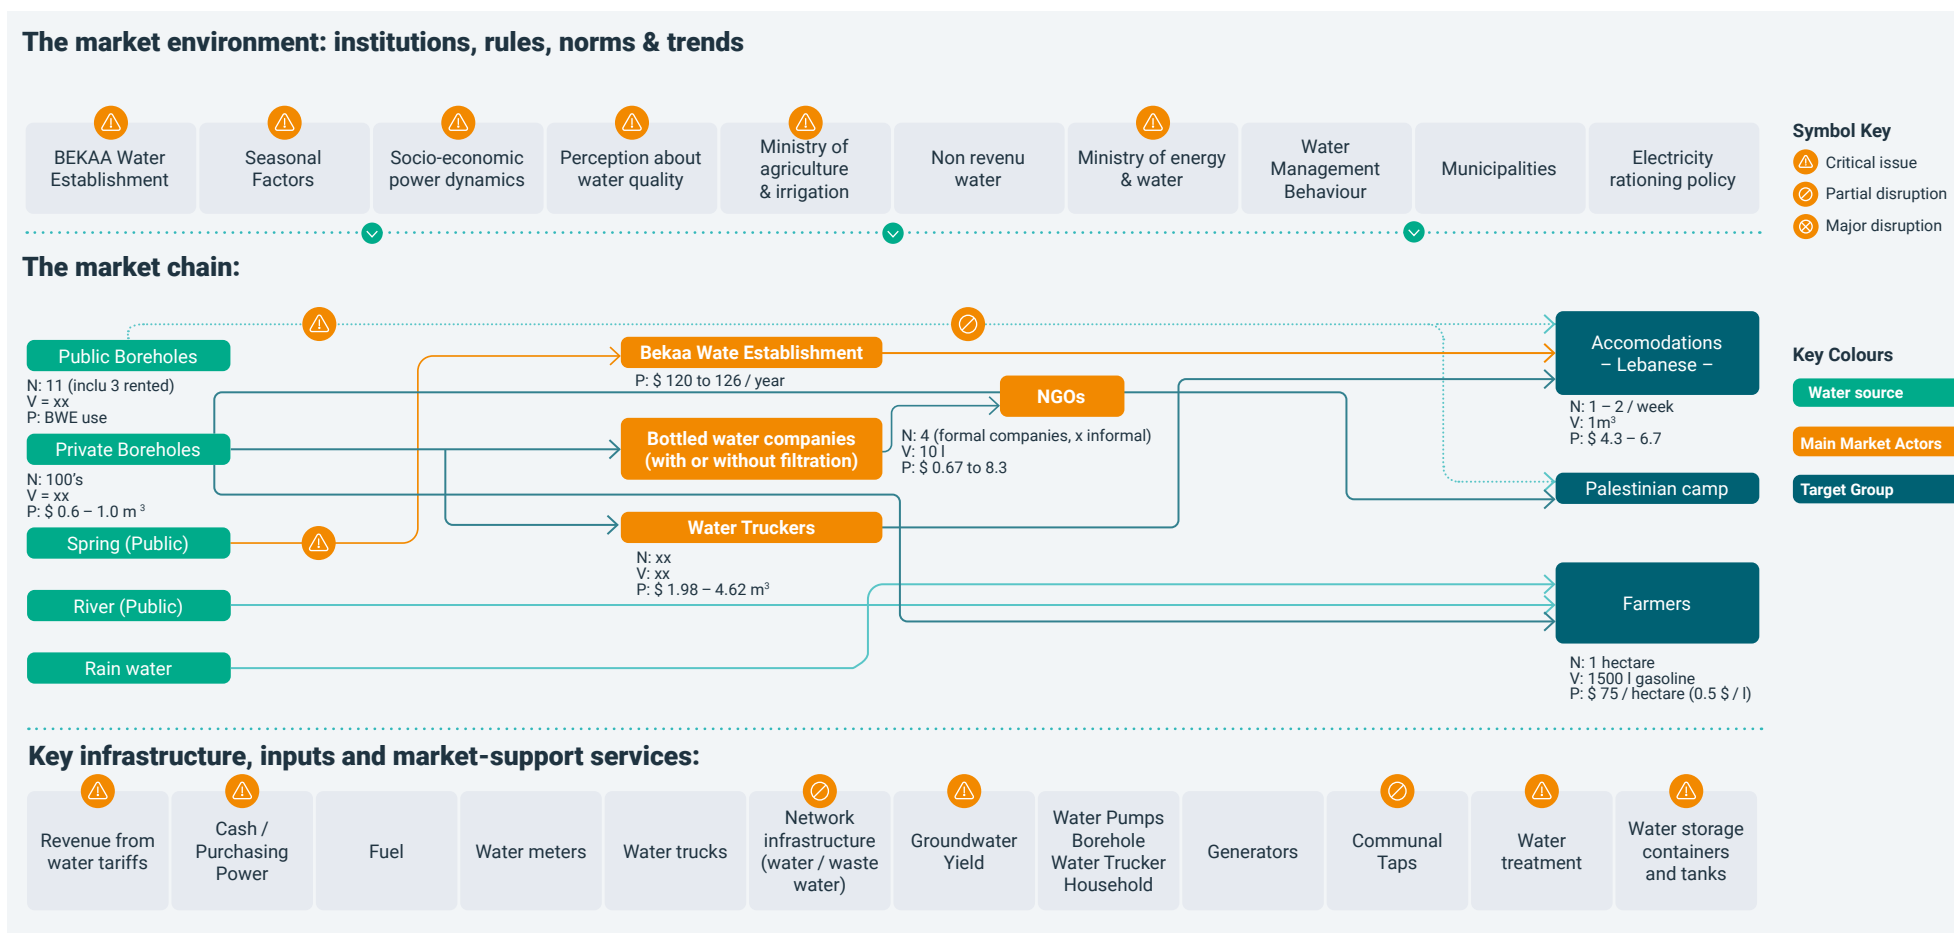 The market environment: institutions, rules, norms & trends
BEKAA Water
Establishment
Seasonal
Factors
Socio-economic
power dynamics
Perception about
water quality
Ministry of
agriculture
& irrigation
Non revenu
water
Ministry of energy
& water
Water
Management
Behaviour
Municipalities
Electricity
rationing policy
Symbol Key
Critical issue
Partial disruption
Major disruption
The market chain:
Public Boreholes
N: 11 (inclu 3 rented)
V = xx
P: BWE use
Private Boreholes
N: 100’s
V = xx
P: $ 0.6 – 1.0 m ³
Spring (Public)
River (Public)
Rain water
Bekaa Wate Establishment
P: $ 120 to 126 / year
Bottled water companies
(with or without filtration)
NGOs
N: 4 (formal companies, x informal)
V: 10 l
P: $ 0.67 to 8.3
Water Truckers
N: xx
V: xx
P: $ 1.98 – 4.62 m³
Accomodations
– Lebanese –
N: 1 – 2 / week
V: 1m³
P: $ 4.3 – 6.7
Palestinian camp
Farmers
N: 1 hectare
V: 1500 l gasoline
P: $ 75 / hectare (0.5 $ / l)
Key Colours
Water source
Main Market Actors
Target Group
Key infrastructure, inputs and market-support services:
Revenue from
water tariffs
Cash /
Purchasing
Power
Fuel
Water meters
Water trucks
Network
infrastructure
(water / waste
water)
Groundwater
Yield
Water Pumps
Borehole
Water Trucker
Household
Generators
Communal
Taps
Water
treatment
Water storage
containers
and tanks